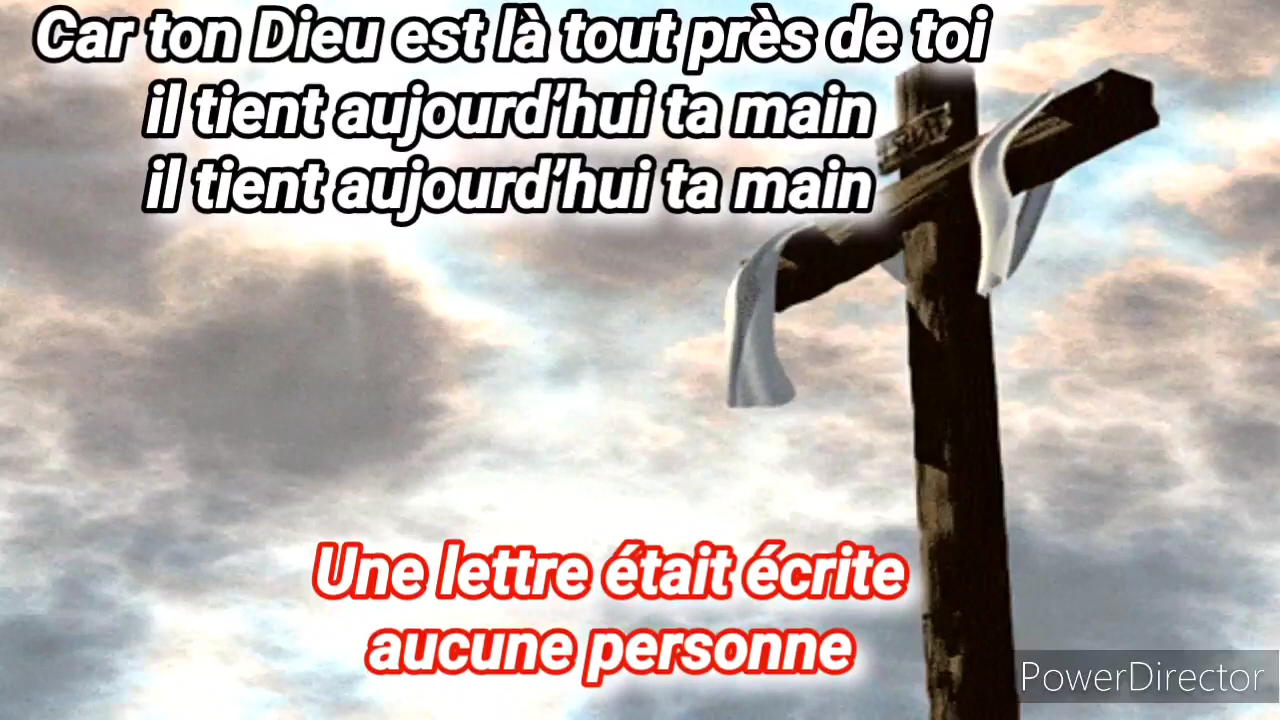 Car ton Dieu est là tout près de toi
il tient aujourd'hui ta main
il tient aujourd'hui ta main
Une lettre était écrite
aucune personne
PowerDirector